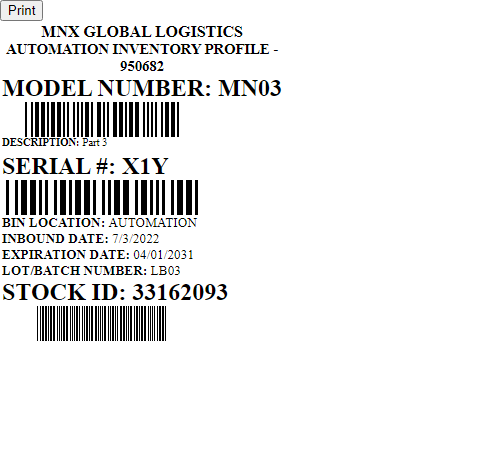 Print
MNX GLOBAL LOGISTICS
AUTOMATION INVENTORY PROFILE -
950682
MODEL NUMBER: MN03
DESCRIPTION: Part 3
SERIAL #: X1Y
BIN LOCATION: AUTOMATION
INBOUND DATE: 7/3/2022
EXPIRATION DATE: 04/01/2031
LOT/BATCH NUMBER: LB03
STOCK ID: 33162093